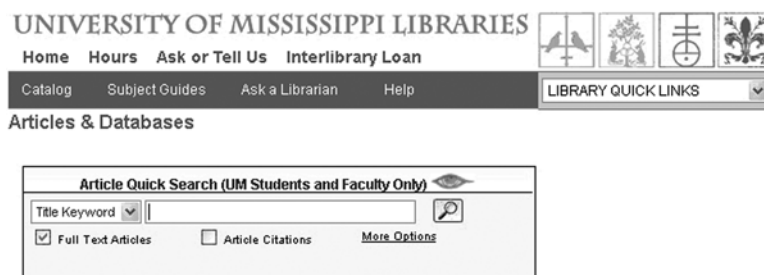 UNIVERSITY OF MISSISSIPPI LIBRARIES
Home Hours Ask or Tell Us Interlibrary Loan
Catalog Subject Guides Ask a Librarian Help LIBRARY QUICK LINKS
Articles & Databases
Article Quick Search (UM Students and Faculty Only)
Title Keyword
Full Text Articles Article Citations More Options